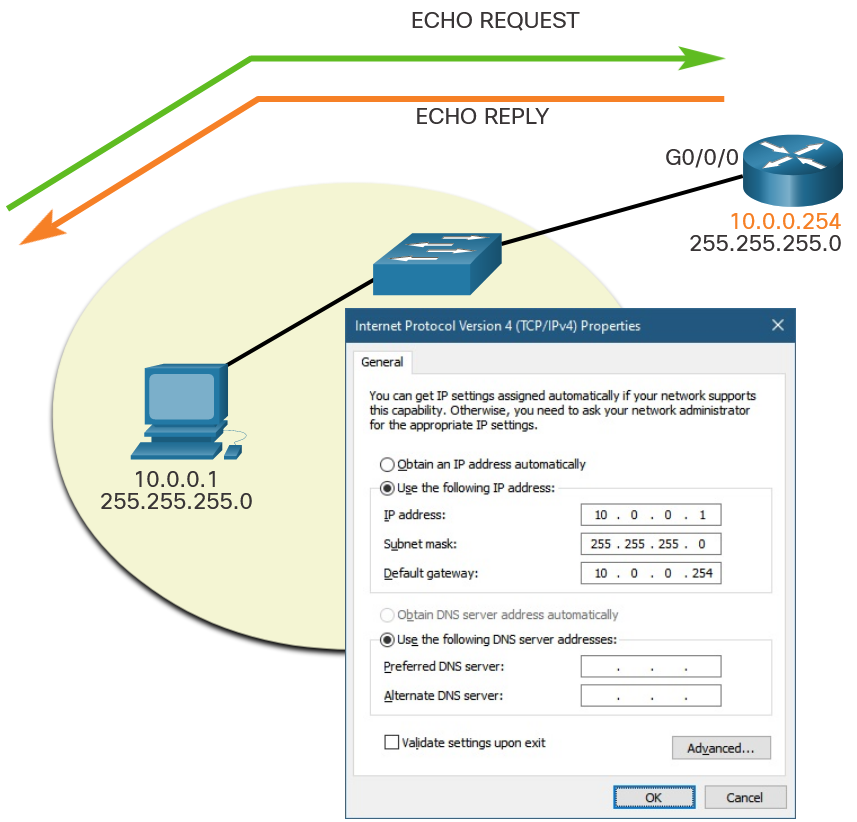 ECHO REQUEST
ECHO REPLY
G0/0/0
10.0.0.254
255.255.255.0
10.0.0.1
255.255.255.0
Internet Protocol Version 4 (TCP/IPv4) Properties
General
You can get IP settings assigned automatically if your network supports
this capability. Otherwise, you need to ask your network administrator
for the appropriate IP settings.
Obtain an IP address automatically
Use the following IP address:
IP address: 10 . 0 . 0 . 1
Subnet mask: 255 . 255 . 255 . 0
Default gateway: 10 . 0 . 0 . 254
Obtain DNS server address automatically
Use the following DNS server addresses:
Preferred DNS server: . . .
Alternate DNS server: . . .
Validate settings upon exit
Advanced...
OK Cancel